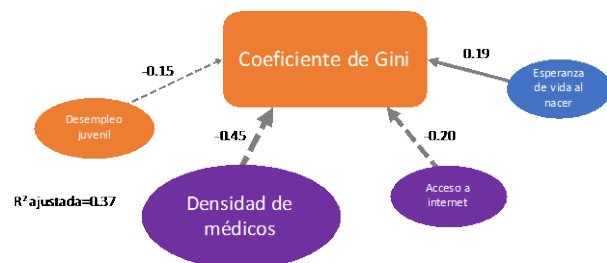 Coeficiente de Gini
-0.15
0.19
Esperanza
de vida al
nacer
Desempleo
juvenil
-0.45
-0.20
Densidad de
médicos
Acceso a
internet
R² ajustada=0.37